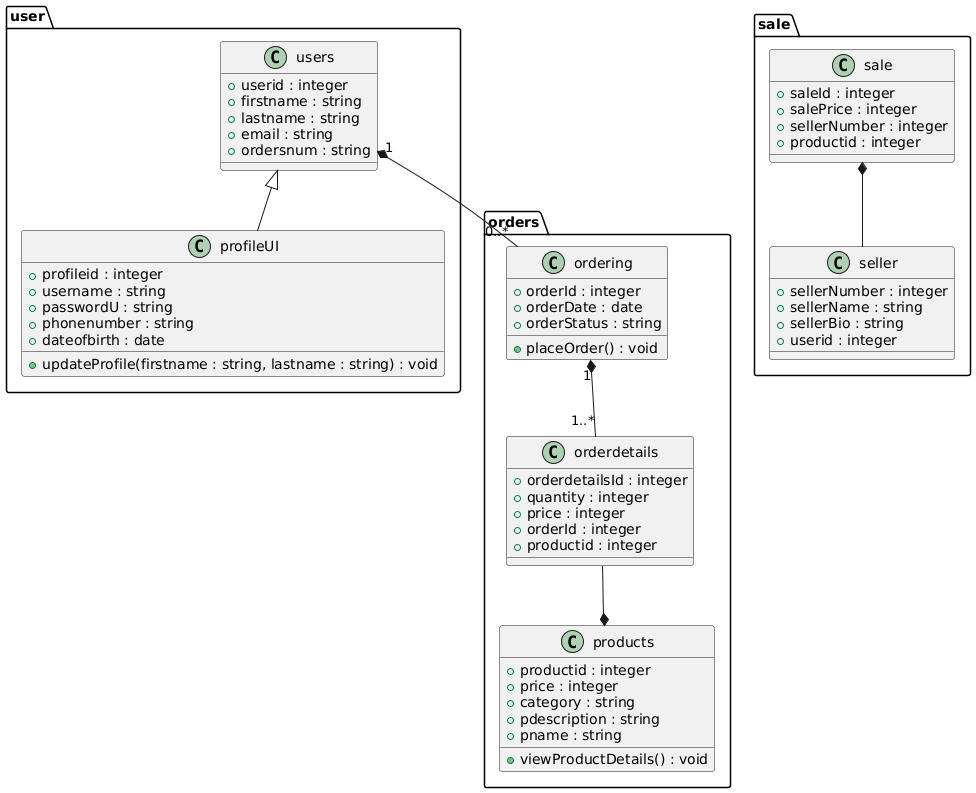 user
C users
userid : integer
firstname : string
lastname : string
email : string
ordersnum : string
1
0..*
C profileUI
profileid : integer
username : string
passwordU : string
phonenumber : string
dateofbirth : date
updateProfile(firstname : string, lastname : string) : void
orders
C ordering
orderId : integer
orderDate : date
orderStatus : string
placeOrder() : void
1
1..*
C orderdetails
orderdetailsId : integer
quantity : integer
price : integer
orderId : integer
productid : integer
C products
productid : integer
price : integer
category : string
pdescription : string
pname : string
viewProductDetails() : void
sale
C sale
saleId : integer
salePrice : integer
sellerNumber : integer
productid : integer
C seller
sellerNumber : integer
sellerName : string
sellerBio : string
userid : integer